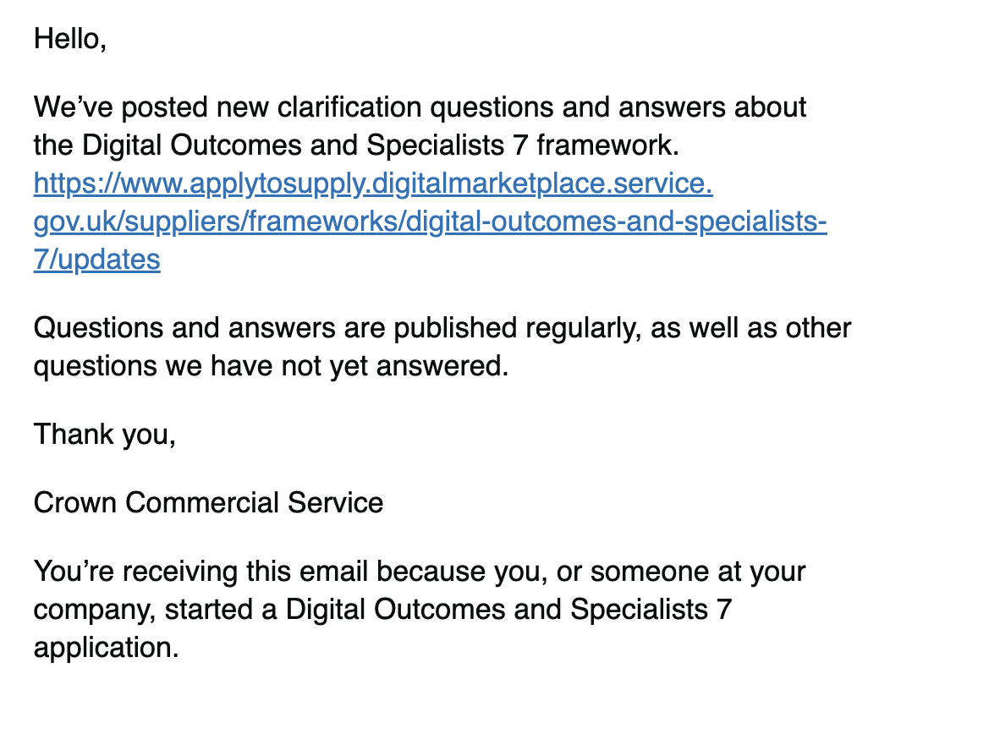 Hello,
We’ve posted new clarification questions and answers about
the Digital Outcomes and Specialists 7 framework.
https://www.applytosupply.digitalmarketplace.service.
gov.uk/suppliers/frameworks/digital-outcomes-and-specialists-
7/updates
Questions and answers are published regularly, as well as other
questions we have not yet answered.
Thank you,
Crown Commercial Service
You’re receiving this email because you, or someone at your
company, started a Digital Outcomes and Specialists 7
application.